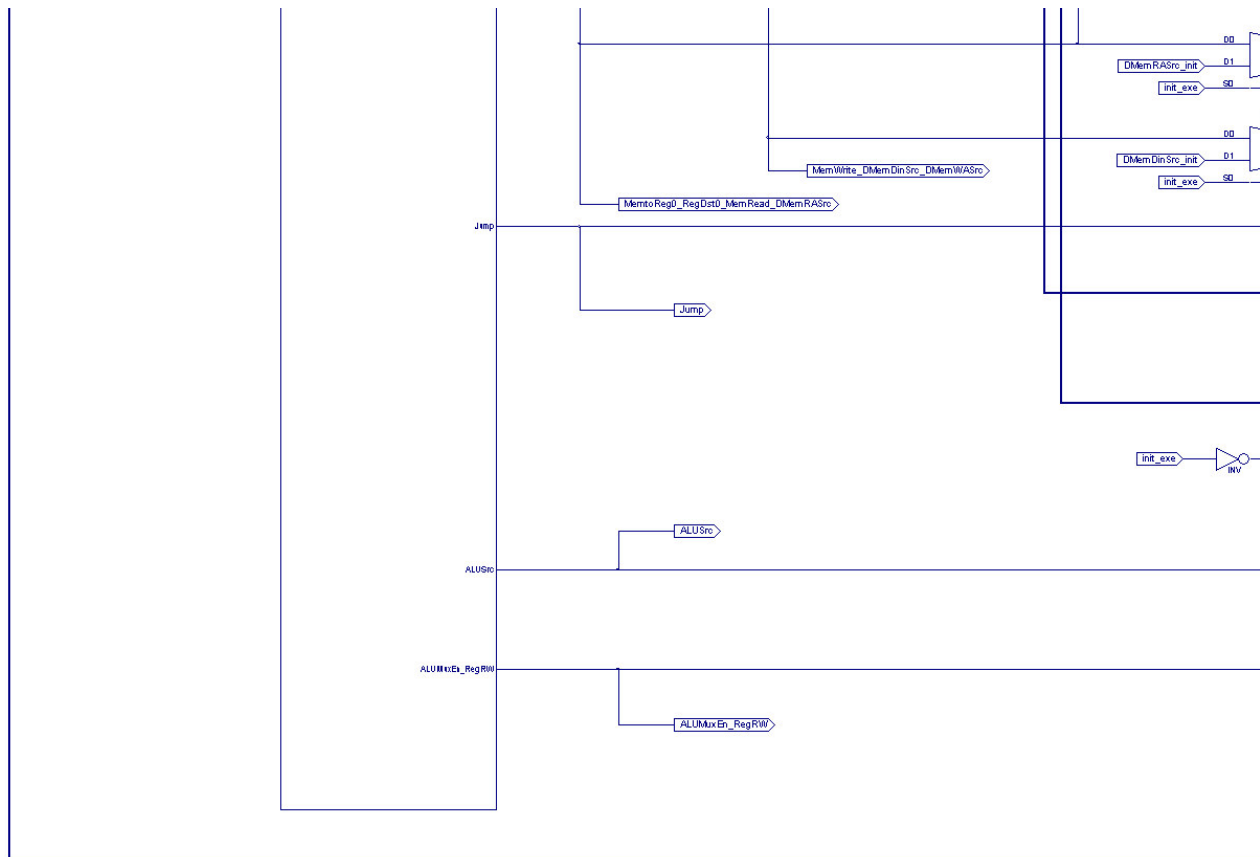 D0
DMemRASrc_init
D1
init_exe
S0
D0
DMemDinSrc_init
D1
MemWrite_DMemDinSrc_DMemWASrc
init_exe
S0
MemtoReg0_RegDst0_MemRead_DMemRASrc
Jump
Jump
init_exe
INV
ALUSrc
ALUSrc
ALUMuxEn_RegRW
ALUMuxEn_RegRW